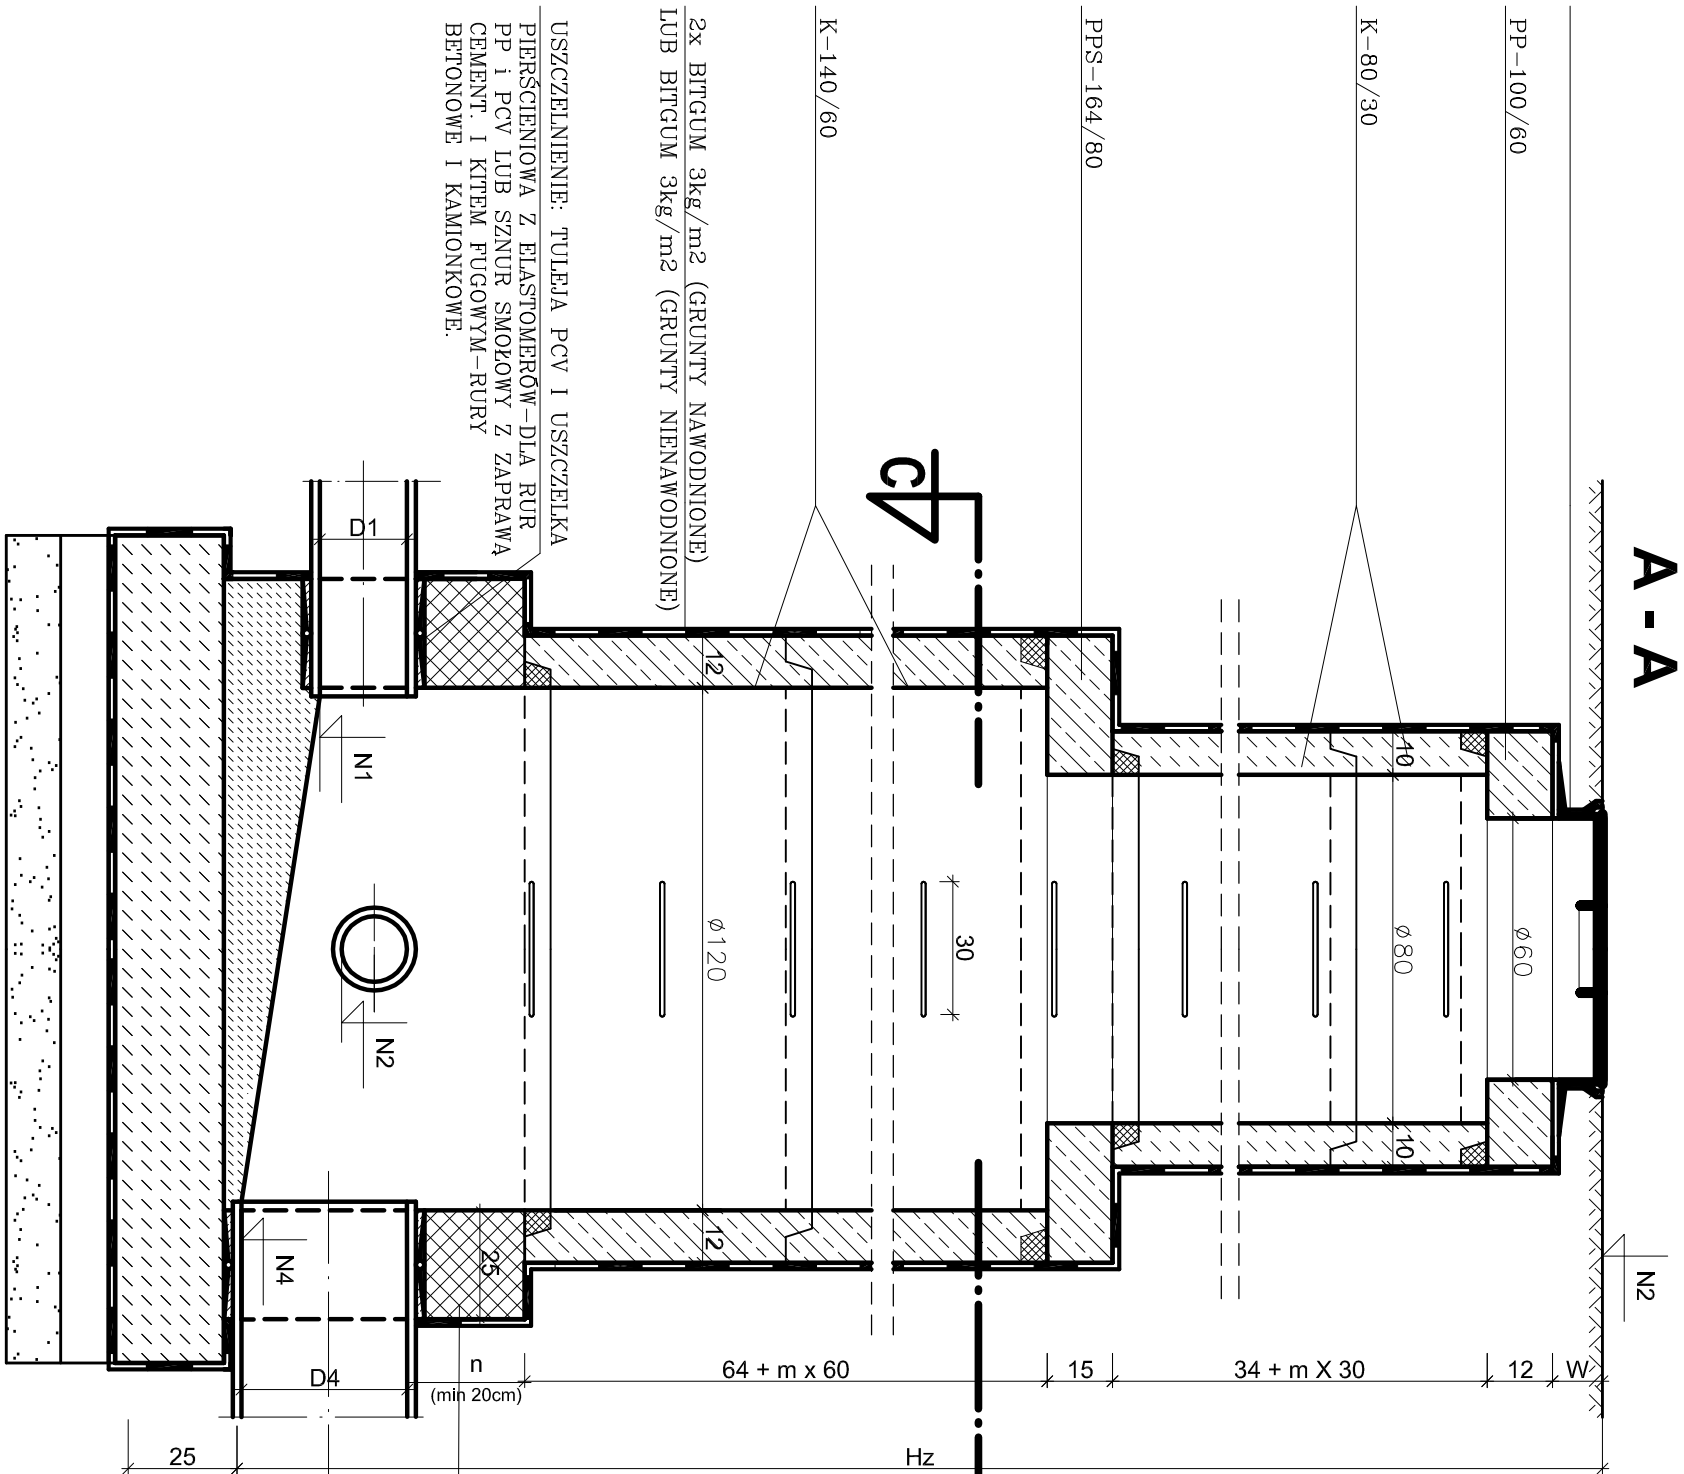 A - A
PP-100/60
K-80/30
PPS-164/80
K-140/60
2x BITGUM 3kg/m2 (GRUNTY NAWODNIONE)
LUB BITGUM 3kg/m2 (GRUNTY NIENAWODNIONE)
USZCZELNIENIE: TULEJA PCV I USZCZELKA
PIERŚCIENIOWA Z ELASTOMERÓW-DLA RUR
PP i PCV LUB SZNUR SMOŁOWY Z ZAPRAWĄ
CEMENT. I KITEM FUGOWYM-RURY
BETONOWE I KAMIONKOWE.
C
D1
12
10
N1
N2
30
ø120
ø80
ø60
12
10
25
N4
N2
D4
n
(min 20cm)
64 + m x 60
15
34 + m X 30
12
W
25
Hz